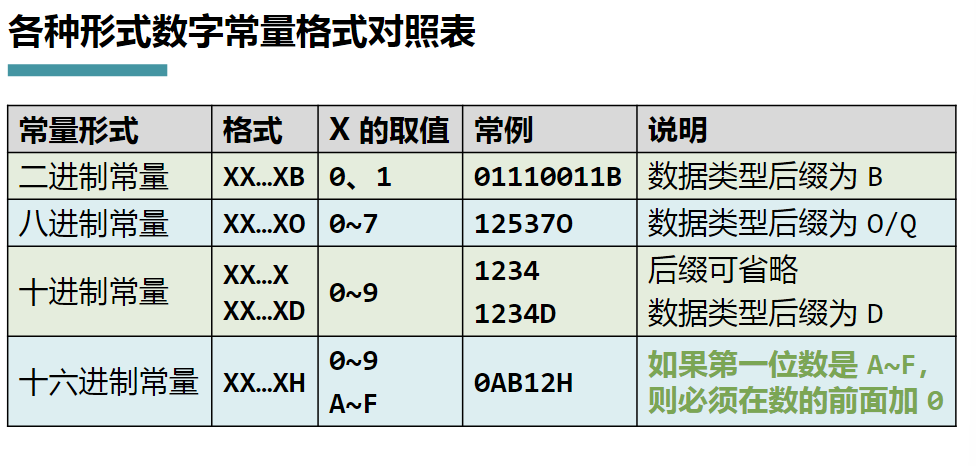 各种形式数字常量格式对照表
常量形式 格式 X 的取值 常例 说明
二进制常量 XX…XB 0、1 01110011B 数据类型后缀为 B
八进制常量 XX…XO 0~7 12537O 数据类型后缀为 O/Q
十进制常量 XX…X 0~9 1234 后缀可省略
XX…XD 1234D 数据类型后缀为 D
十六进制常量 XX…XH 0~9 0AB12H 如果第一位数是 A~F,
A~F 则必须在数的前面加 0